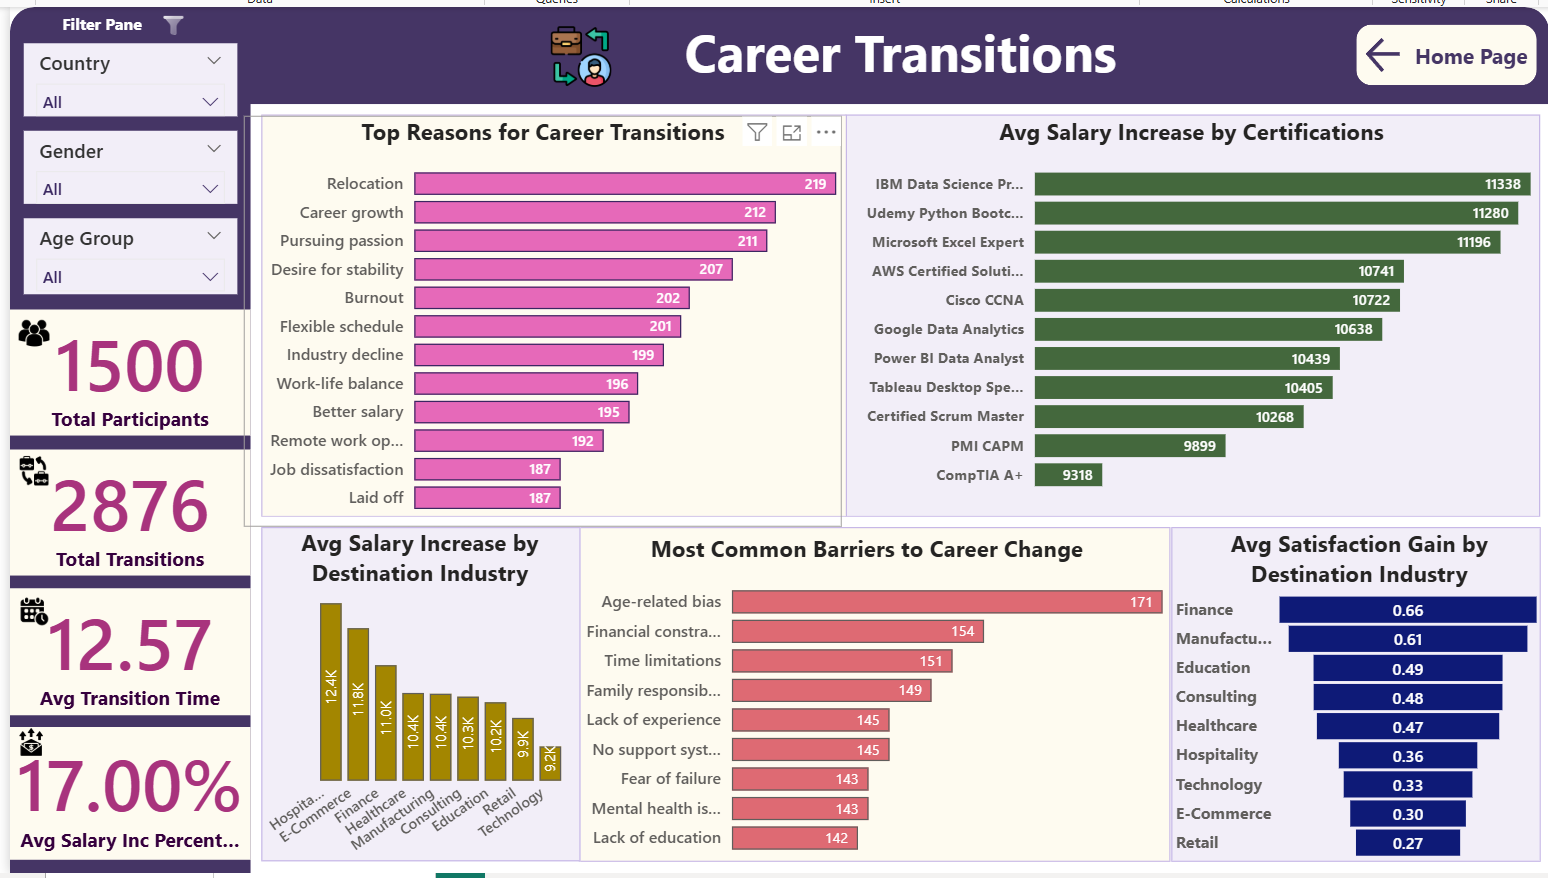 Data
Queries
Insert
Calculations
Sensitivity
Share
Filter Pane
Career Transitions
Home Page
Country
All
Gender
All
Age Group
All
1500
Total Participants
2876
Total Transitions
12.57
Avg Transition Time
17.00%
Avg Salary Inc Percent...
Top Reasons for Career Transitions
Relocation 219
Career growth 212
Pursuing passion 211
Desire for stability 207
Burnout 202
Flexible schedule 201
Industry decline 199
Work-life balance 196
Better salary 195
Remote work op... 192
Job dissatisfaction 187
Laid off 187
Avg Salary Increase by Certifications
IBM Data Science Pr... 11338
Udemy Python Bootc... 11280
Microsoft Excel Expert 11196
AWS Certified Soluti... 10741
Cisco CCNA 10722
Google Data Analytics 10638
Power BI Data Analyst 10439
Tableau Desktop Spe... 10405
Certified Scrum Master 10268
PMI CAPM 9899
CompTIA A+ 9318
Avg Salary Increase by
Destination Industry
12.4K 11.8K 11.0K 10.4K 10.4K 10.3K 10.2K 9.9K 9.2K
Hospita... E-Commerce Finance Healthcare Manufacturing Consulting Education Retail Technology
Most Common Barriers to Career Change
Age-related bias 171
Financial constra... 154
Time limitations 151
Family responsib... 149
Lack of experience 145
No support syst... 145
Fear of failure 143
Mental health is... 143
Lack of education 142
Avg Satisfaction Gain by
Destination Industry
Finance 0.66
Manufactu... 0.61
Education 0.49
Consulting 0.48
Healthcare 0.47
Hospitality 0.36
Technology 0.33
E-Commerce 0.30
Retail 0.27